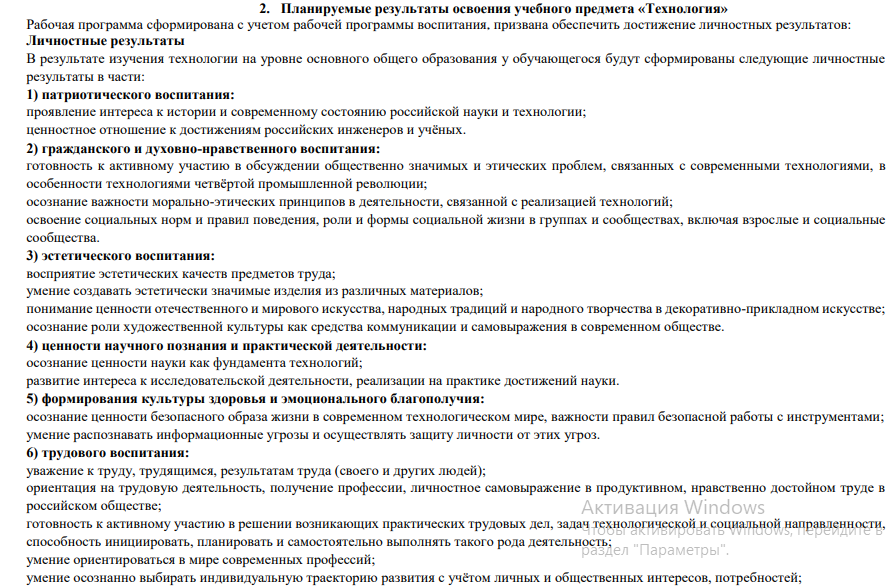 2. Планируемые результаты освоения учебного предмета «Технология»
Рабочая программа сформирована с учетом рабочей программы воспитания, призвана обеспечить достижение личностных результатов:
Личностные результаты
В результате изучения технологии на уровне основного общего образования у обучающегося будут сформированы следующие личностные
результаты в части:
1) патриотического воспитания:
проявление интереса к истории и современному состоянию российской науки и технологии;
ценностное отношение к достижениям российских инженеров и учёных.
2) гражданского и духовно-нравственного воспитания:
готовность к активному участию в обсуждении общественно значимых и этических проблем, связанных с современными технологиями, в
особенности технологиями четвёртой промышленной революции;
осознание важности морально-этических принципов в деятельности, связанной с реализацией технологий;
освоение социальных норм и правил поведения, роли и формы социальной жизни в группах и сообществах, включая взрослые и социальные
сообщества.
3) эстетического воспитания:
восприятие эстетических качеств предметов труда;
умение создавать эстетически значимые изделия из различных материалов;
понимание ценности отечественного и мирового искусства, народных традиций и народного творчества в декоративно-прикладном искусстве;
осознание роли художественной культуры как средства коммуникации и самовыражения в современном обществе.
4) ценности научного познания и практической деятельности:
осознание ценности науки как фундамента технологий;
развитие интереса к исследовательской деятельности, реализации на практике достижений науки.
5) формирования культуры здоровья и эмоционального благополучия:
осознание ценности безопасного образа жизни в современном технологическом мире, важности правил безопасной работы с инструментами;
умение распознавать информационные угрозы и осуществлять защиту личности от этих угроз.
6) трудового воспитания:
уважение к труду, трудящимся, результатам труда (своего и других людей);
ориентация на трудовую деятельность, получение профессии, личностное самовыражение в продуктивном, нравственно достойном труде в
российском обществе;
готовность к активному участию в решении возникающих практических трудовых дел, задач технологической и социальной направленности,
способность инициировать, планировать и самостоятельно выполнять такого рода деятельность;
умение ориентироваться в мире современных профессий;
умение осознанно выбирать индивидуальную траекторию развития с учётом личных и общественных интересов, потребностей;
Активация Windows
Чтобы активировать Windows, перейдите в
раздел "Параметры".